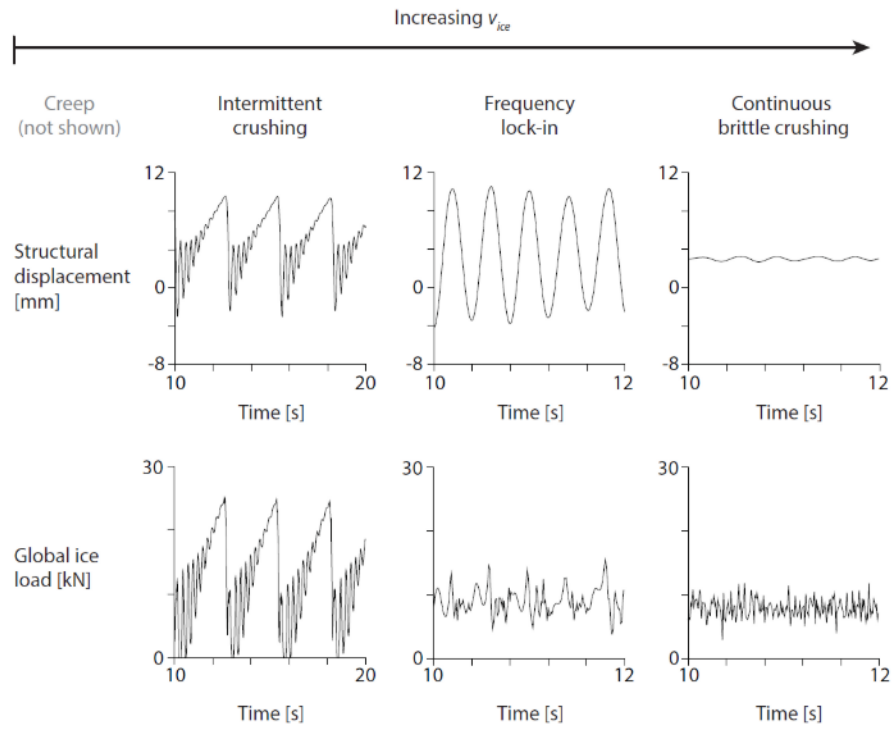 Increasing v_ice
Creep
(not shown)
Intermittent
crushing
Frequency
lock-in
Continuous
brittle crushing
Structural
displacement
[mm]
12
0
-8
10
20
Time [s]
12
0
-8
10
12
Time [s]
12
0
-8
10
12
Time [s]
Global ice
load [kN]
30
0
10
20
Time [s]
30
0
10
12
Time [s]
30
0
10
12
Time [s]